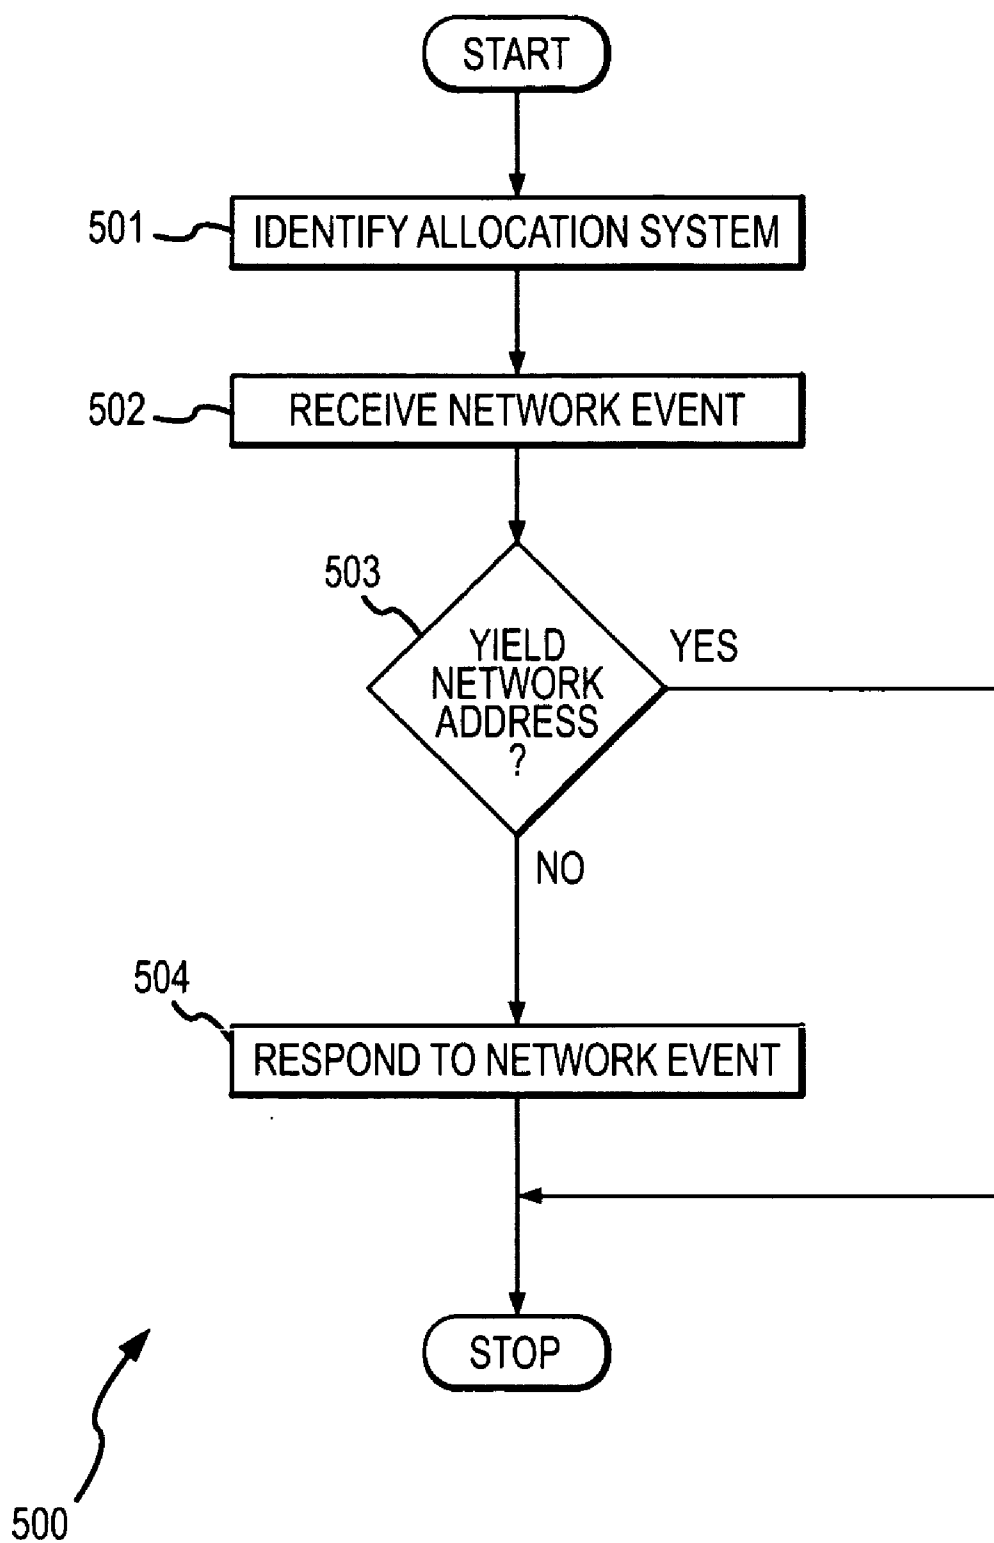 START
501
IDENTIFY ALLOCATION SYSTEM
502
RECEIVE NETWORK EVENT
503
YIELD
NETWORK
ADDRESS
?
YES
NO
504
RESPOND TO NETWORK EVENT
STOP
500